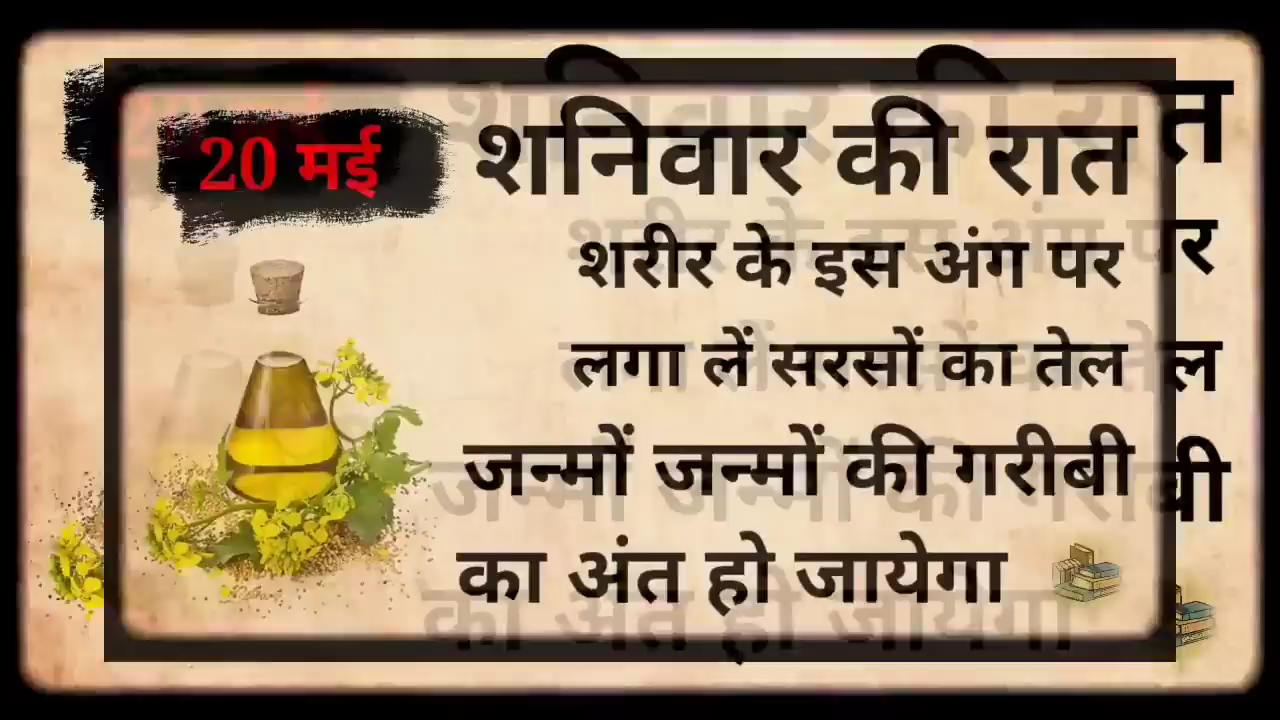 20 मई
शनिवार की रात
शरीर के इस अंग पर
लगा लें सरसों का तेल
जन्मों जन्मों की गरीबी
का अंत हो जायेगा